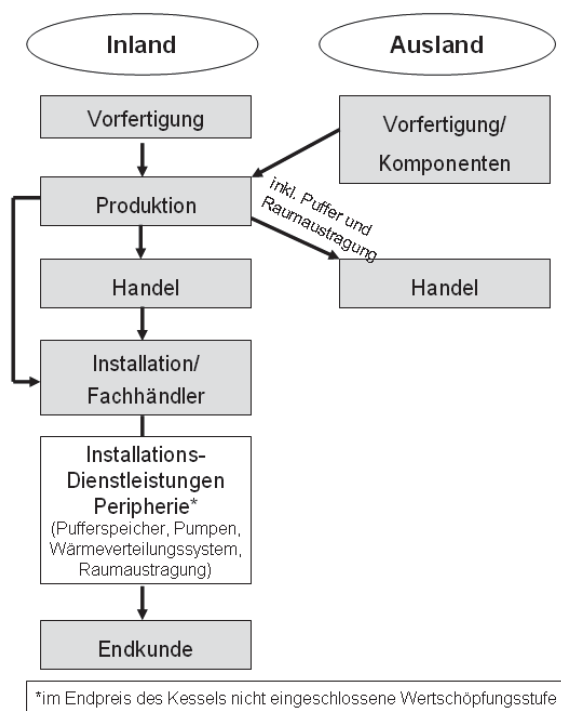 Inland
Ausland
Vorfertigung
Vorfertigung/
Komponenten
Produktion
inkl. Puffer und
Raumaustragung
Handel
Handel
Installation/
Fachhändler
Installations-
Dienstleistungen
Peripherie*
(Pufferspeicher, Pumpen,
Wärmeverteilungssystem,
Raumaustragung)
Endkunde
*im Endpreis des Kessels nicht eingeschlossene Wertschöpfungsstufe